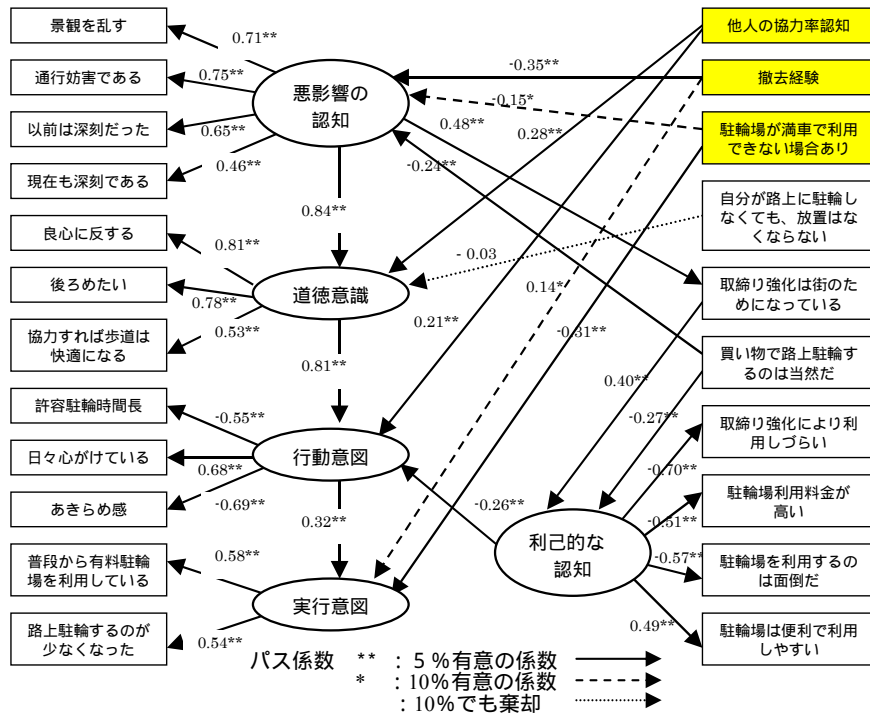 景観を乱す
通行妨害である
以前は深刻だった
現在も深刻である
良心に反する
後ろめたい
協力すれば歩道は
快適になる
許容駐輪時間長
日々心がけている
あきらめ感
普段から有料駐輪
場を利用している
路上駐輪するのが
少なくなった
0.71**
0.75**
0.65**
0.46**
0.81**
0.78**
0.53**
-0.55**
0.68**
-0.69**
0.58**
0.54**
悪影響の
認知
0.84**
道徳意識
0.81**
行動意図
0.32**
実行意図
-0.35**
-0.15*
0.48**
0.28**
-0.24**
- 0.03
0.14*
0.21**
-0.31**
0.40**
-0.27**
-0.26**
-0.70**
-0.51**
-0.57**
0.49**
利己的な
認知
他人の協力率認知
撤去経験
駐輪場が満車で利用
できない場合あり
自分が路上に駐輪し
なくても、放置はな
くならない
取締り強化は街のた
めになっている
買い物で路上駐輪す
るのは当然だ
取締り強化により利
用しづらい
駐輪場利用料金が
高い
駐輪場を利用するの
は面倒だ
駐輪場は便利で利用
しやすい
パス係数 ** :5%有意の係数
* :10%有意の係数
:10%でも棄却